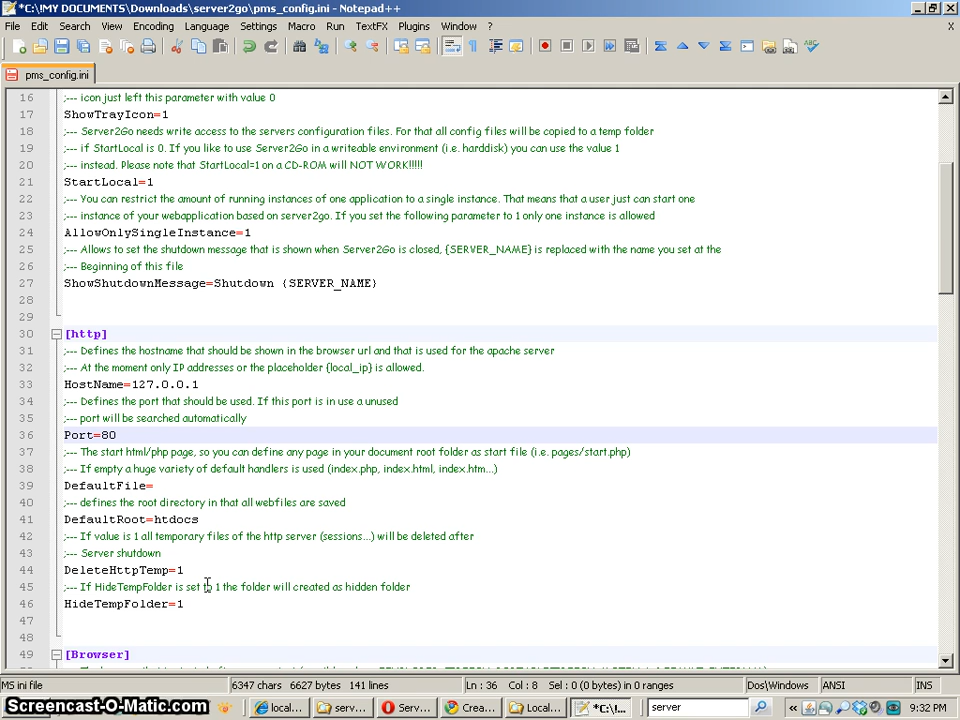 *C:\MY DOCUMENTS\Downloads\server2go\pms_config.ini - Notepad++
File Edit Search View Encoding Language Settings Macro Run TextFX Plugins Window ? X
pms_config.ini
16 ;--- icon just left this parameter with value 0
17 ShowTrayIcon=1
18 ;--- Server2Go needs write access to the servers configuration files. For that all config files will be copied to a temp folder
19 ;--- if StartLocal is 0. If you like to use Server2Go in a writeable environment (i.e. harddisk) you can use the value 1
20 ;--- instead. Please note that StartLocal=1 on a CD-ROM will NOT WORK!!!!!
21 StartLocal=1
22 ;--- You can restrict the amount of running instances of one application to a single instance. That means that a user just can start one
23 ;--- instance of your webapplication based on server2go. If you set the following parameter to 1 only one instance is allowed
24 AllowOnlySingleInstance=1
25 ;--- Allows to set the shutdown message that is shown when Server2Go is closed, {SERVER_NAME} is replaced with the name you set at the
26 ;--- Beginning of this file
27 ShowShutdownMessage=Shutdown {SERVER_NAME}
28
29
30 [http]
31 ;--- Defines the hostname that should be shown in the browser url and that is used for the apache server
32 ;--- At the moment only IP addresses or the placeholder {local_ip} is allowed.
33 HostName=127.0.0.1
34 ;--- Defines the port that should be used. If this port is in use a unused
35 ;--- port will be searched automatically
36 Port=80
37 ;--- The start html/php page, so you can define any page in your document root folder as start file (i.e. pages/start.php)
38 ;--- If empty a huge variety of default handlers is used (index.php, index.html, index.htm...)
39 DefaultFile=
40 ;--- defines the root directory in that all webfiles are saved
41 DefaultRoot=htdocs
42 ;--- If value is 1 all temporary files of the http server (sessions...) will be deleted after
43 ;--- Server shutdown
44 DeleteHttpTemp=1
45 ;--- If HideTempFolder is set to 1 the folder will created as hidden folder
46 HideTempFolder=1
47
48
49 [Browser]
MS ini file 6347 chars 6627 bytes 141 lines Ln : 36 Col : 8 Sel : 0 (0 bytes) in 0 ranges Dos\Windows ANSI INS
Screencast-O-Matic.com locali... serv... Serv... Crea... Local... *C:\!... server 9:32 PM